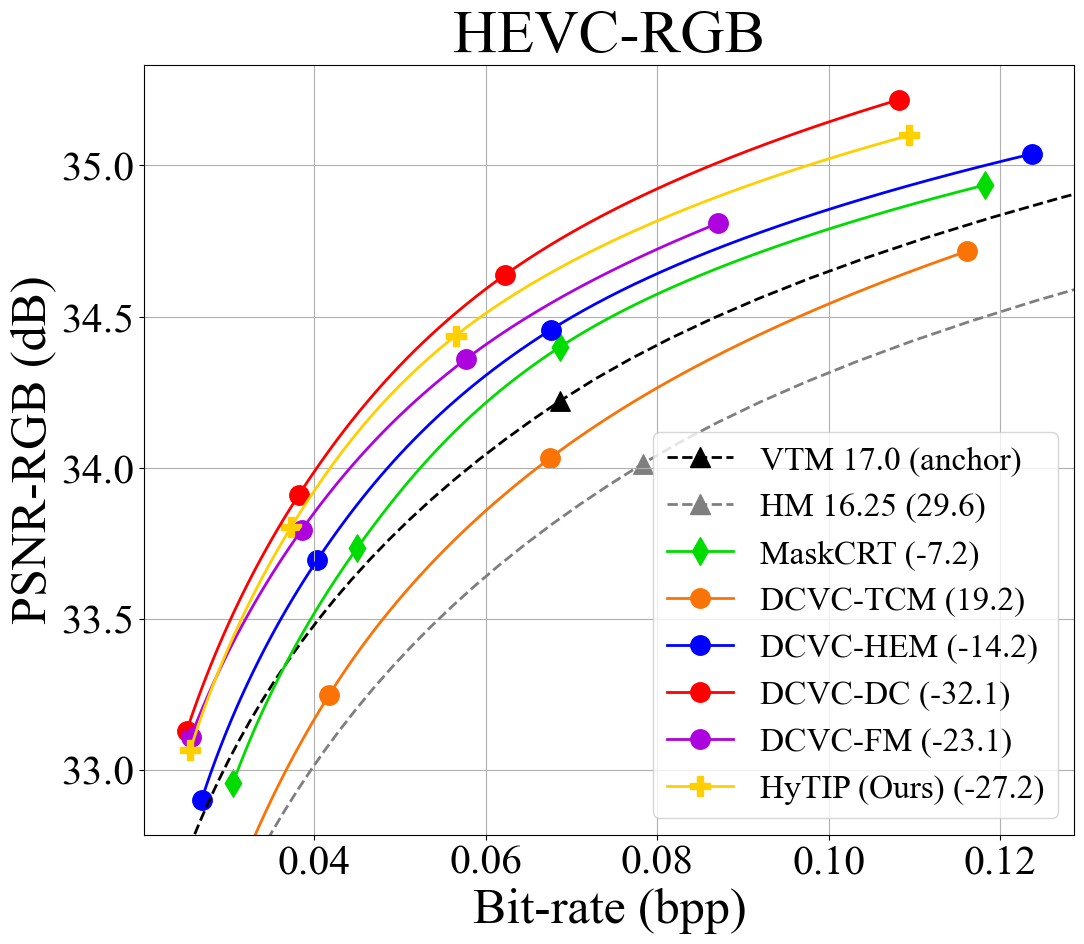 HEVC-RGB
PSNR-RGB (dB)
35.0
34.5
34.0
33.5
33.0
VTM 17.0 (anchor)
HM 16.25 (29.6)
MaskCRT (-7.2)
DCVC-TCM (19.2)
DCVC-HEM (-14.2)
DCVC-DC (-32.1)
DCVC-FM (-23.1)
HyTIP (Ours) (-27.2)
0.04 0.06 0.08 0.10 0.12
Bit-rate (bpp)